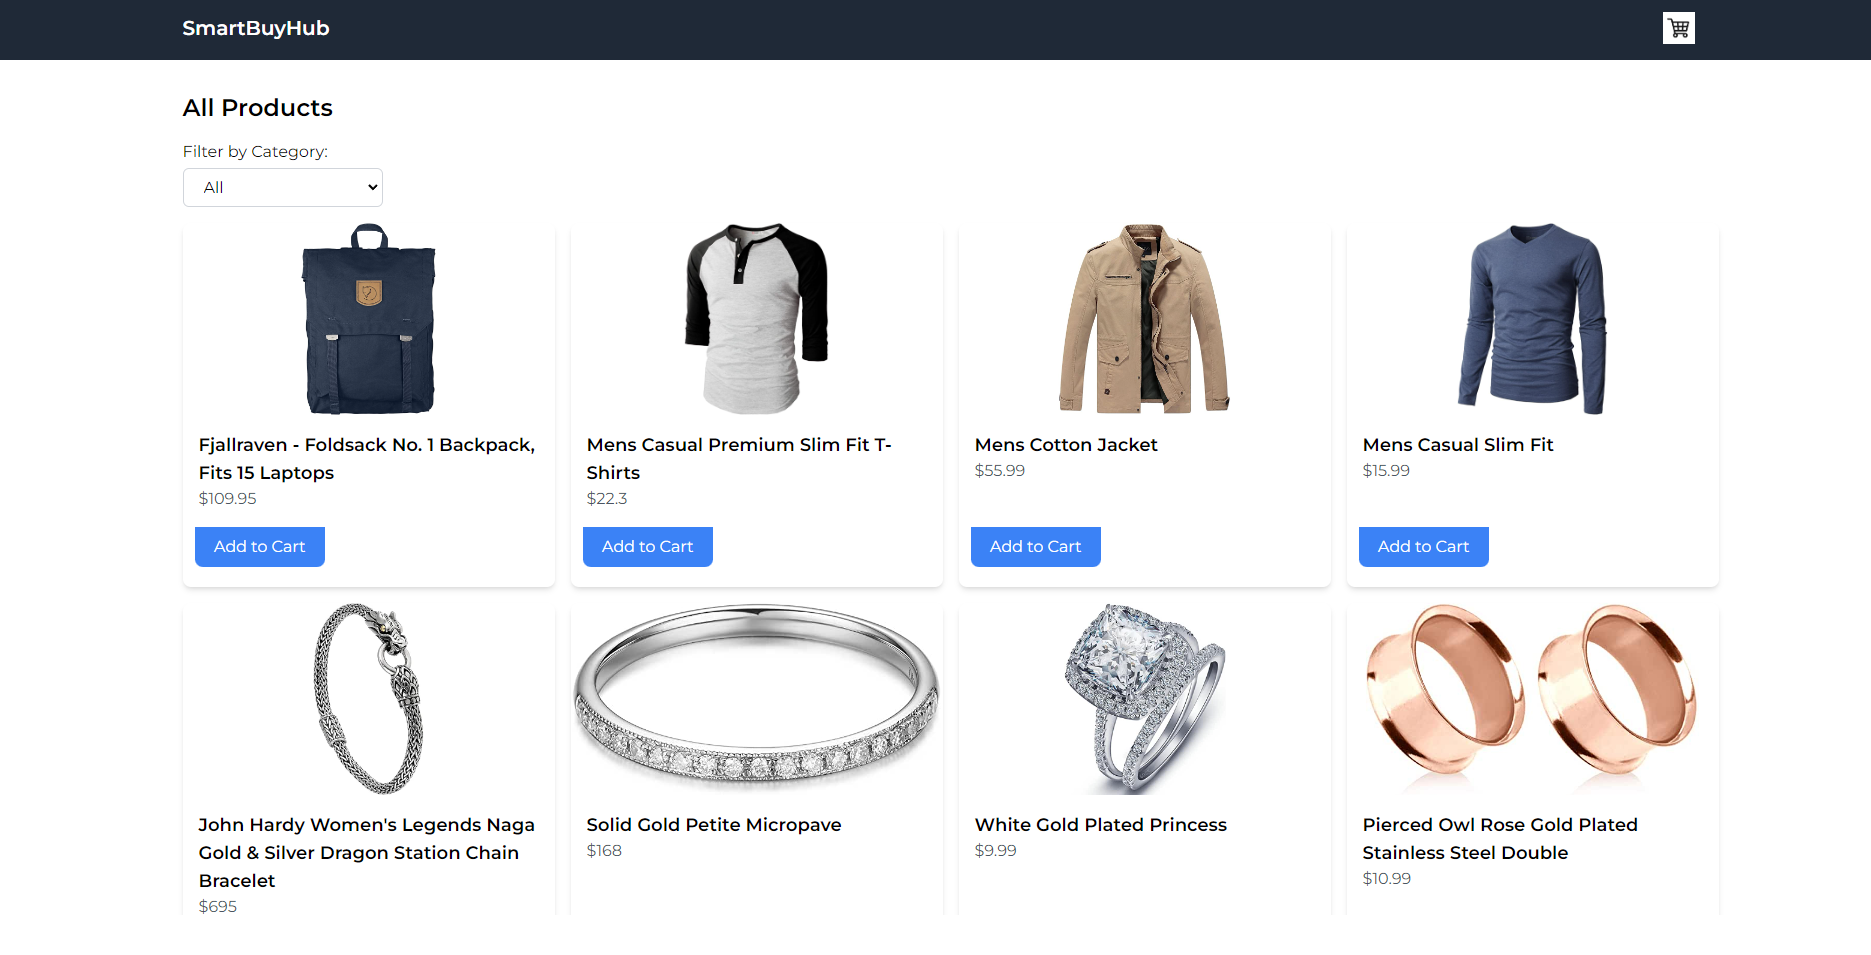 SmartBuyHub
All Products
Filter by Category:
All
Fjallraven - Foldsack No. 1 Backpack,
Fits 15 Laptops
$109.95
Add to Cart
Mens Casual Premium Slim Fit T-
Shirts
$22.3
Add to Cart
Mens Cotton Jacket
$55.99
Add to Cart
Mens Casual Slim Fit
$15.99
Add to Cart
John Hardy Women's Legends Naga
Gold & Silver Dragon Station Chain
Bracelet
$695
Solid Gold Petite Micropave
$168
White Gold Plated Princess
$9.99
Pierced Owl Rose Gold Plated
Stainless Steel Double
$10.99